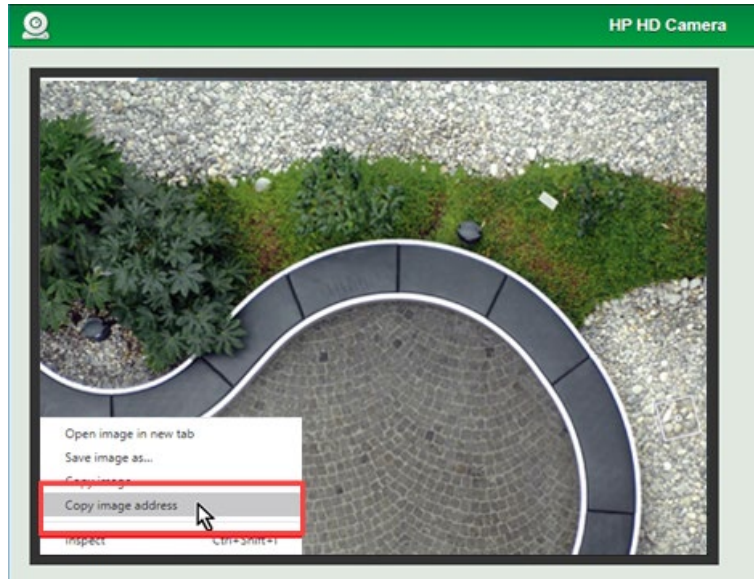 HP HD Camera
Open image in new tab
Save image as...
Copy image
Copy image address
Inspect Ctrl+Shift+I